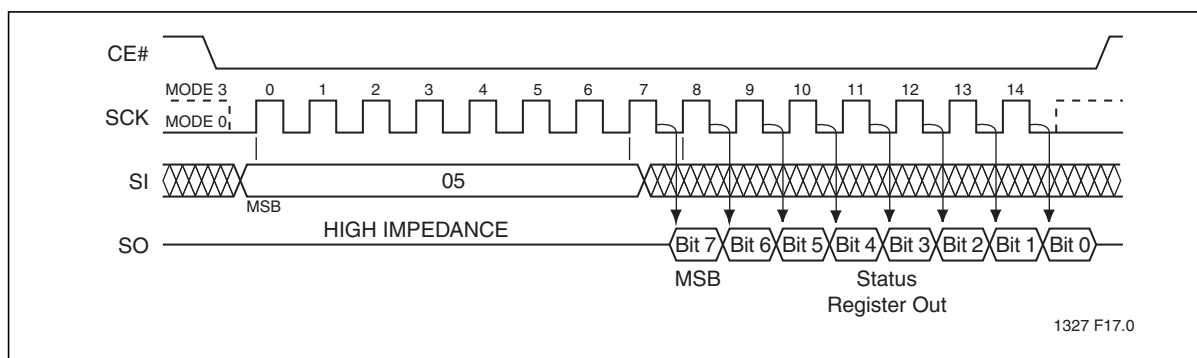 CE#
MODE 3 0 1 2 3 4 5 6 7 8 9 10 11 12 13 14
SCK MODE 0
SI 05
MSB
HIGH IMPEDANCE
SO Bit 7 Bit 6 Bit 5 Bit 4 Bit 3 Bit 2 Bit 1 Bit 0
MSB Status
Register Out
1327 F17.0